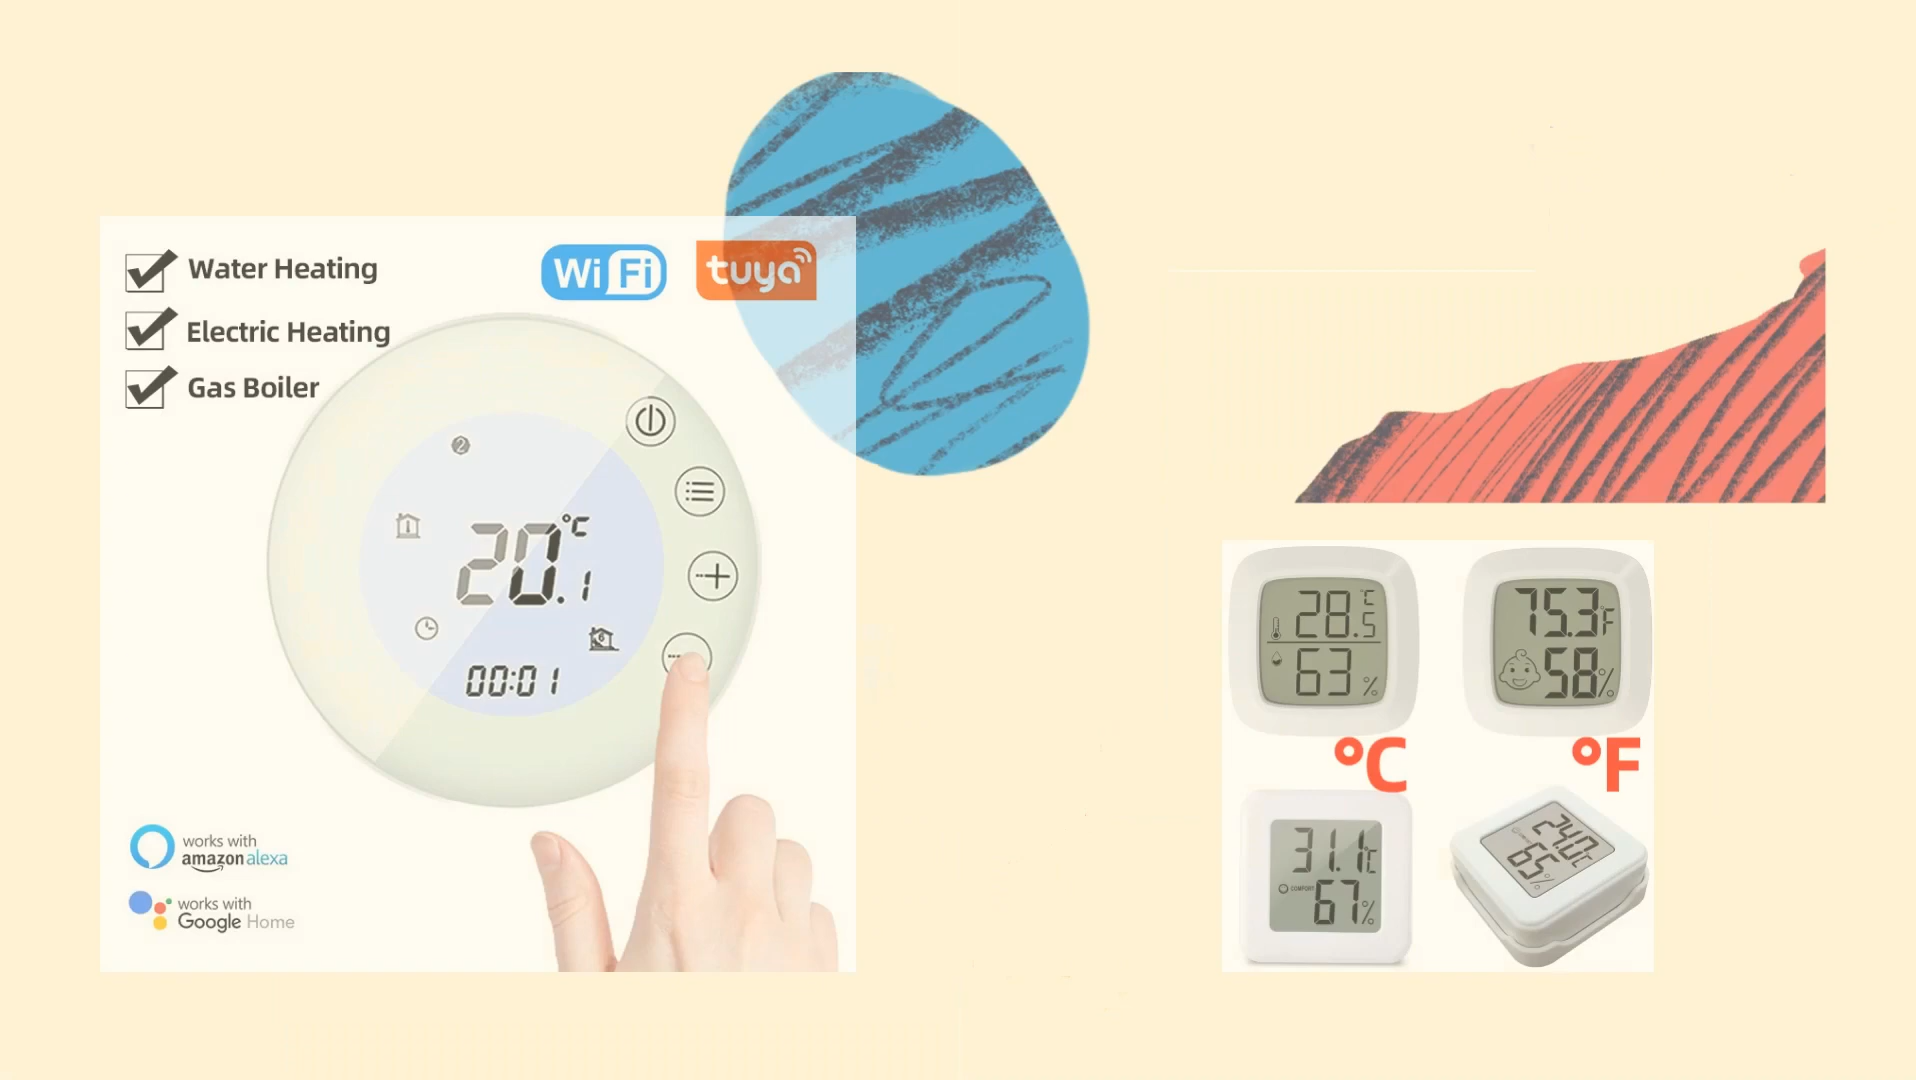 Water Heating
Electric Heating
Gas Boiler
WiFi
tuya
2
20.1
°C
00:01
works with
amazon alexa
works with
Google Home
28.5
°C
63
%
75.3
°F
58
%
°C
°F
31.1
°C
COMFORT
67
%
24.0
°C
65
%